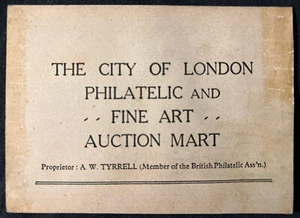 THE CITY OF LONDON
PHILATELIC AND
.. FINE ART ..
AUCTION MART
Proprietor : A. W. TYRRELL (Member of the British Philatelic Ass'n.)